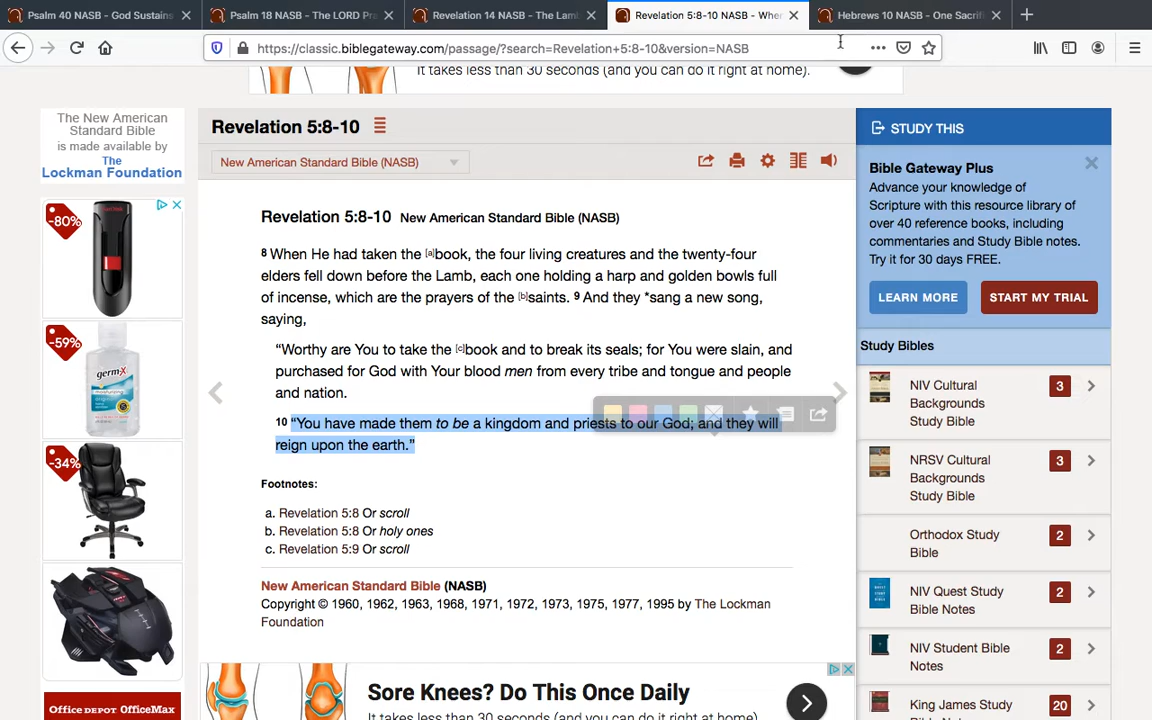 Psalm 40 NASB - God Sustains
Psalm 18 NASB - The LORD Pra
Revelation 14 NASB - The Lamb
Revelation 5:8-10 NASB - When
Hebrews 10 NASB - One Sacrifi
https://classic.biblegateway.com/passage/?search=Revelation+5:8-10&version=NASB
It takes less than 30 seconds (and you can do it right at home).
The New American
Standard Bible
is made available by
The
Lockman Foundation
-80%
-59%
germ-x
-34%
Office DEPOT OfficeMax
Revelation 5:8-10
New American Standard Bible (NASB)
Revelation 5:8-10 New American Standard Bible (NASB)
8 When He had taken the [a]book, the four living creatures and the twenty-four
elders fell down before the Lamb, each one holding a harp and golden bowls full
of incense, which are the prayers of the [b]saints. 9 And they *sang a new song,
saying,
“Worthy are You to take the [c]book and to break its seals; for You were slain, and
purchased for God with Your blood men from every tribe and tongue and people
and nation.
10 “You have made them to be a kingdom and priests to our God; and they will
reign upon the earth.”
Footnotes:
a. Revelation 5:8 Or scroll
b. Revelation 5:8 Or holy ones
c. Revelation 5:9 Or scroll
New American Standard Bible (NASB)
Copyright © 1960, 1962, 1963, 1968, 1971, 1972, 1973, 1975, 1977, 1995 by The Lockman
Foundation
Sore Knees? Do This Once Daily
It takes less than 30 seconds (and you can do it right at home)
STUDY THIS
Bible Gateway Plus
Advance your knowledge of
Scripture with this resource library of
over 40 reference books, including
commentaries and Study Bible notes.
Try it for 30 days FREE.
LEARN MORE
START MY TRIAL
Study Bibles
NIV Cultural
Backgrounds
Study Bible
3
NRSV Cultural
Backgrounds
Study Bible
3
Orthodox Study
Bible
2
NIV Quest Study
Bible Notes
2
NIV Student Bible
Notes
2
King James Study
20